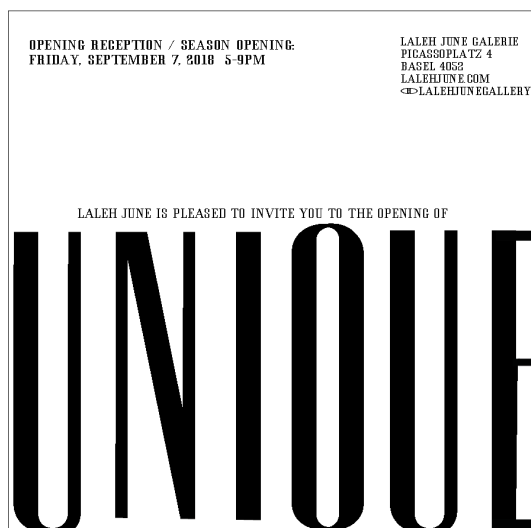 OPENING RECEPTION / SEASON OPENING:
FRIDAY, SEPTEMBER 7, 2018 5-9PM
LALEH JUNE GALERIE
PICASSOPLATZ 4
BASEL 4052
LALEHJUNE.COM
@LALEHJUNEGALLERY
LALEH JUNE IS PLEASED TO INVITE YOU TO THE OPENING OF
UNIQUE